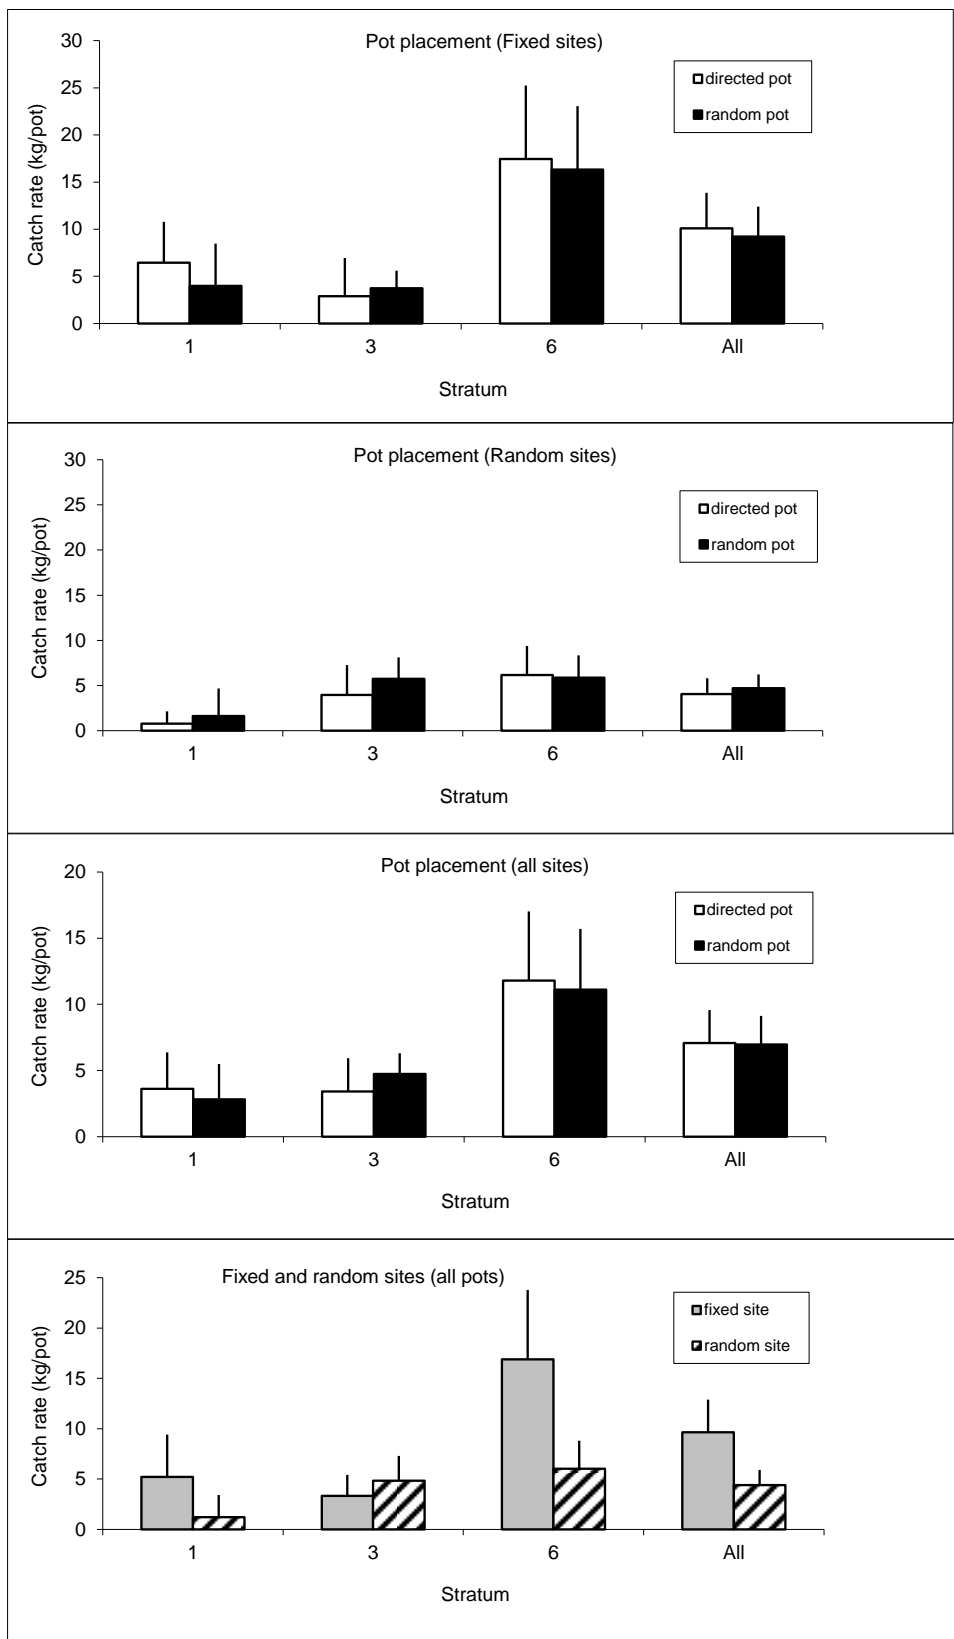 Pot placement (Fixed sites)
30
25
20
15
10
5
0
Catch rate (kg/pot)
directed pot
random pot
1 3 6 All
Stratum
Pot placement (Random sites)
30
25
20
15
10
5
0
Catch rate (kg/pot)
directed pot
random pot
1 3 6 All
Stratum
Pot placement (all sites)
20
15
10
5
0
Catch rate (kg/pot)
directed pot
random pot
1 3 6 All
Stratum
Fixed and random sites (all pots)
25
20
15
10
5
0
Catch rate (kg/pot)
fixed site
random site
1 3 6 All
Stratum